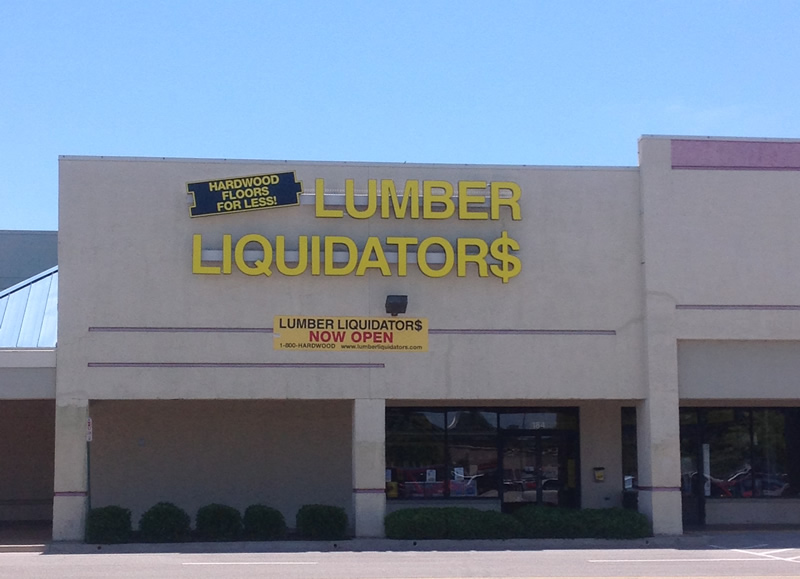 HARDWOOD
FLOORS
FOR LESS!
LUMBER
LIQUIDATOR$
LUMBER LIQUIDATOR$
NOW OPEN
1-800-HARDWOOD www.lumberliquidators.com